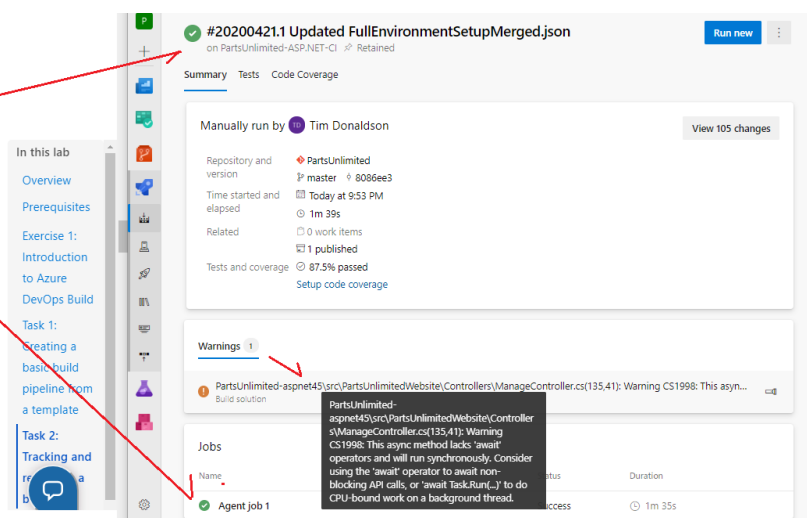 P
#20200421.1 Updated FullEnvironmentSetupMerged.json
on PartsUnlimited-ASP.NET-CI Retained
Run new
Summary Tests Code Coverage
Manually run by TD Tim Donaldson
View 105 changes
Repository and version
PartsUnlimited
master 8086ee3
Time started and elapsed
Today at 9:53 PM
1m 39s
Related
0 work items
1 published
Tests and coverage
87.5% passed
Setup code coverage
Warnings 1
PartsUnlimited-aspnet45\src\PartsUnlimitedWebsite\Controllers\ManageController.cs(135,41): Warning CS1998: This asyn...
Build solution
PartsUnlimited-
aspnet45\src\PartsUnlimitedWebsite\Controller
s\ManageController.cs(135,41): Warning
CS1998: This async method lacks 'await'
operators and will run synchronously. Consider
using the 'await' operator to await non-
blocking API calls, or 'await Task.Run(...)' to do
CPU-bound work on a background thread.
Jobs
Name
Duration
Agent job 1
1m 35s
In this lab
Overview
Prerequisites
Exercise 1:
Introduction
to Azure
DevOps Build
Task 1:
Creating a
basic build
pipeline from
a template
Task 2:
Tracking and